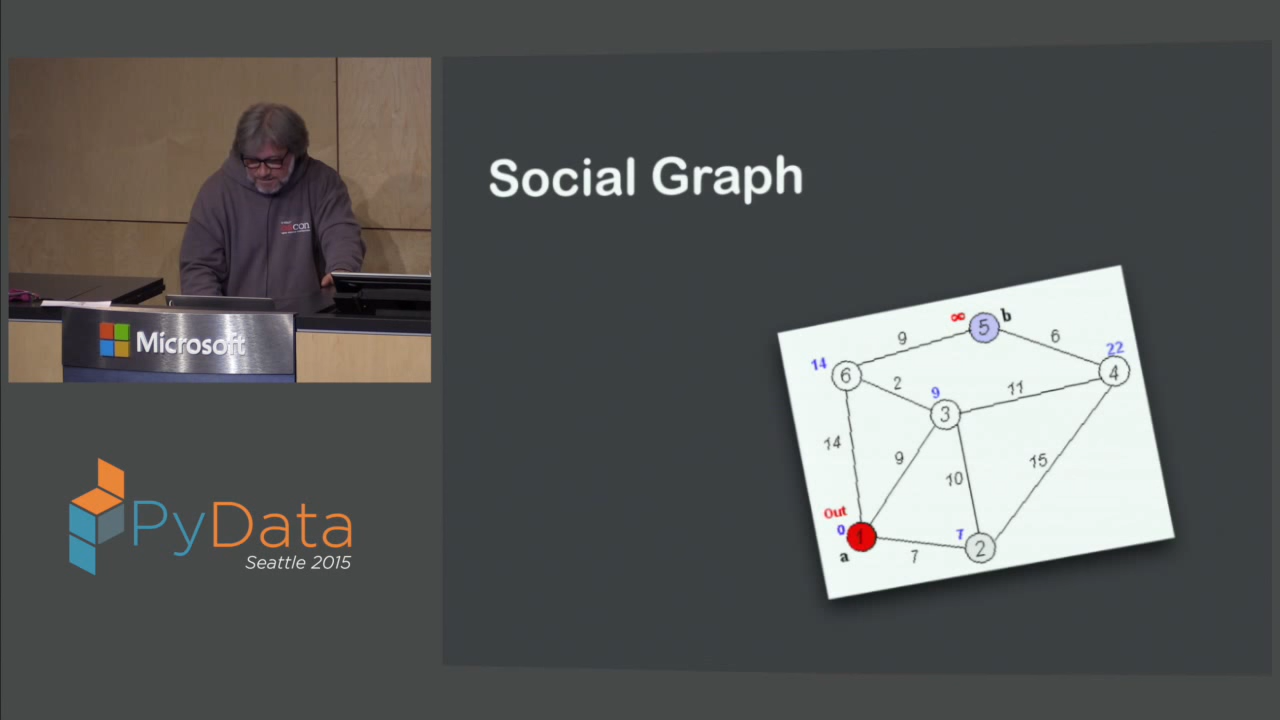 Social Graph
con
Microsoft
PyData
Seattle 2015
∞
5
b
9
6
22
14
6
2
9
11
4
3
14
9
10
15
Out
0
1
7
2
a
7